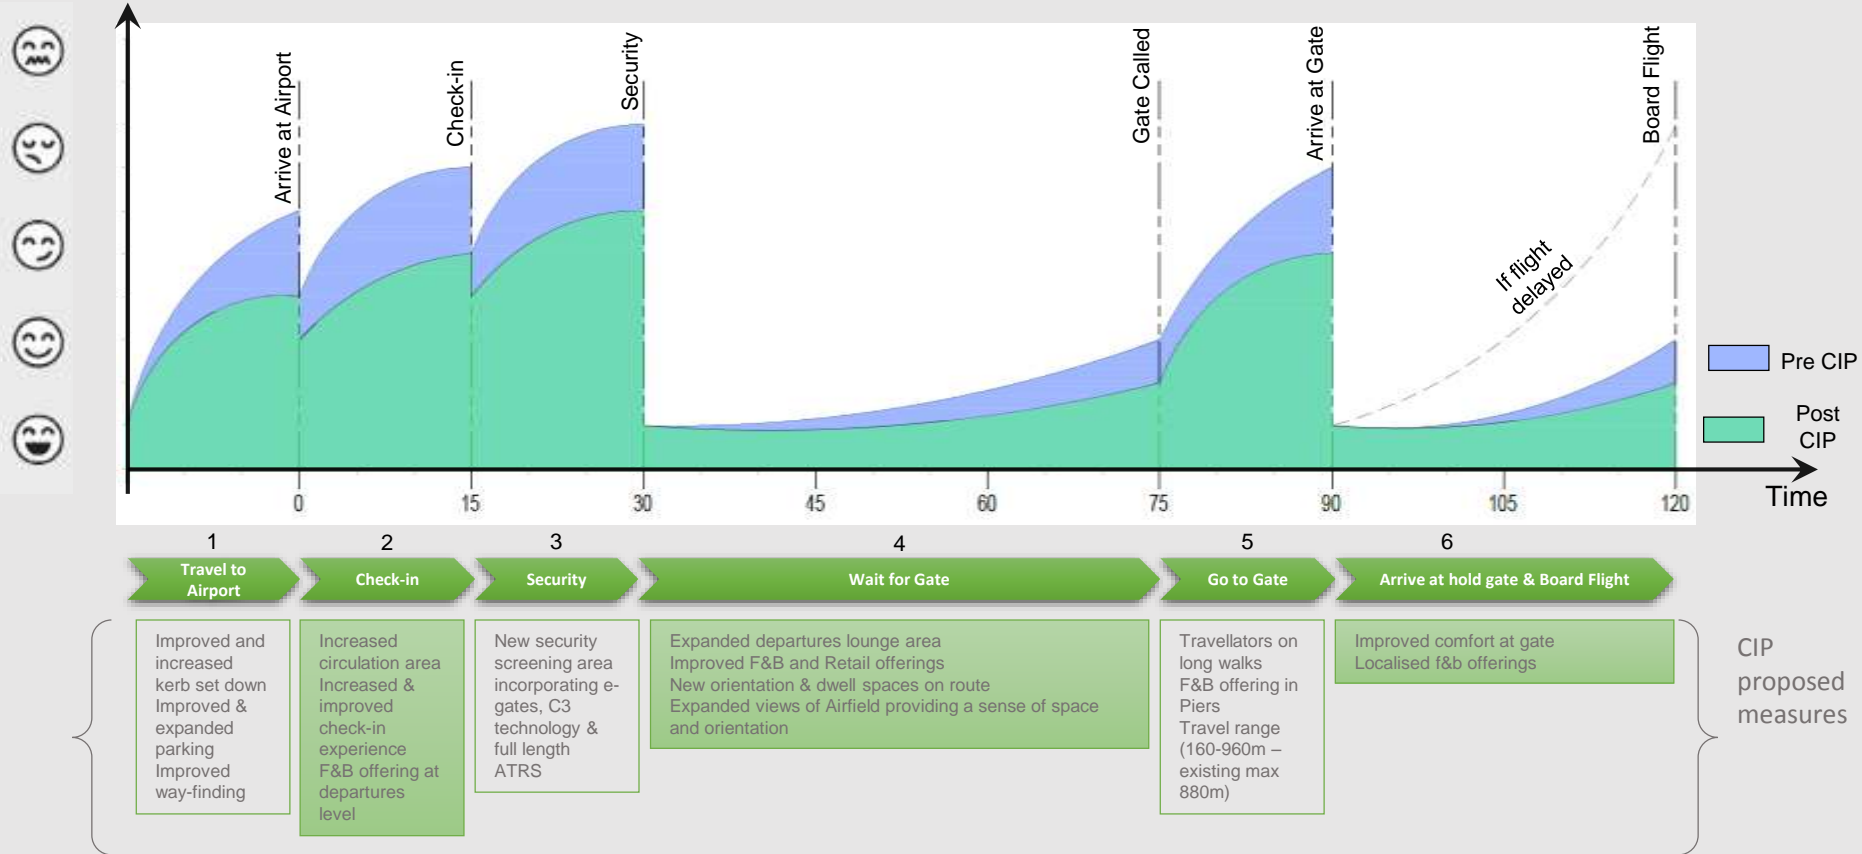 Arrive at Airport
Check-in
Security
Gate Called
Arrive at Gate
Board Flight
If flight
delayed
Pre CIP
Post
CIP
0
15
30
45
60
75
90
105
120
Time
1
2
3
4
5
6
Travel to
Airport
Check-in
Security
Wait for Gate
Go to Gate
Arrive at hold gate & Board Flight
Improved and
increased
kerb set down
Improved &
expanded
parking
Improved
way-finding
Increased
circulation area
Increased &
improved
check-in
experience
F&B offering at
departures
level
New security
screening area
incorporating e-
gates, C3
technology &
full length
ATRS
Expanded departures lounge area
Improved F&B and Retail offerings
New orientation & dwell spaces on route
Expanded views of Airfield providing a sense of space
and orientation
Travellators on
long walks
F&B offering in
Piers
Travel range
(160-960m –
existing max
880m)
Improved comfort at gate
Localised f&b offerings
CIP
proposed
measures